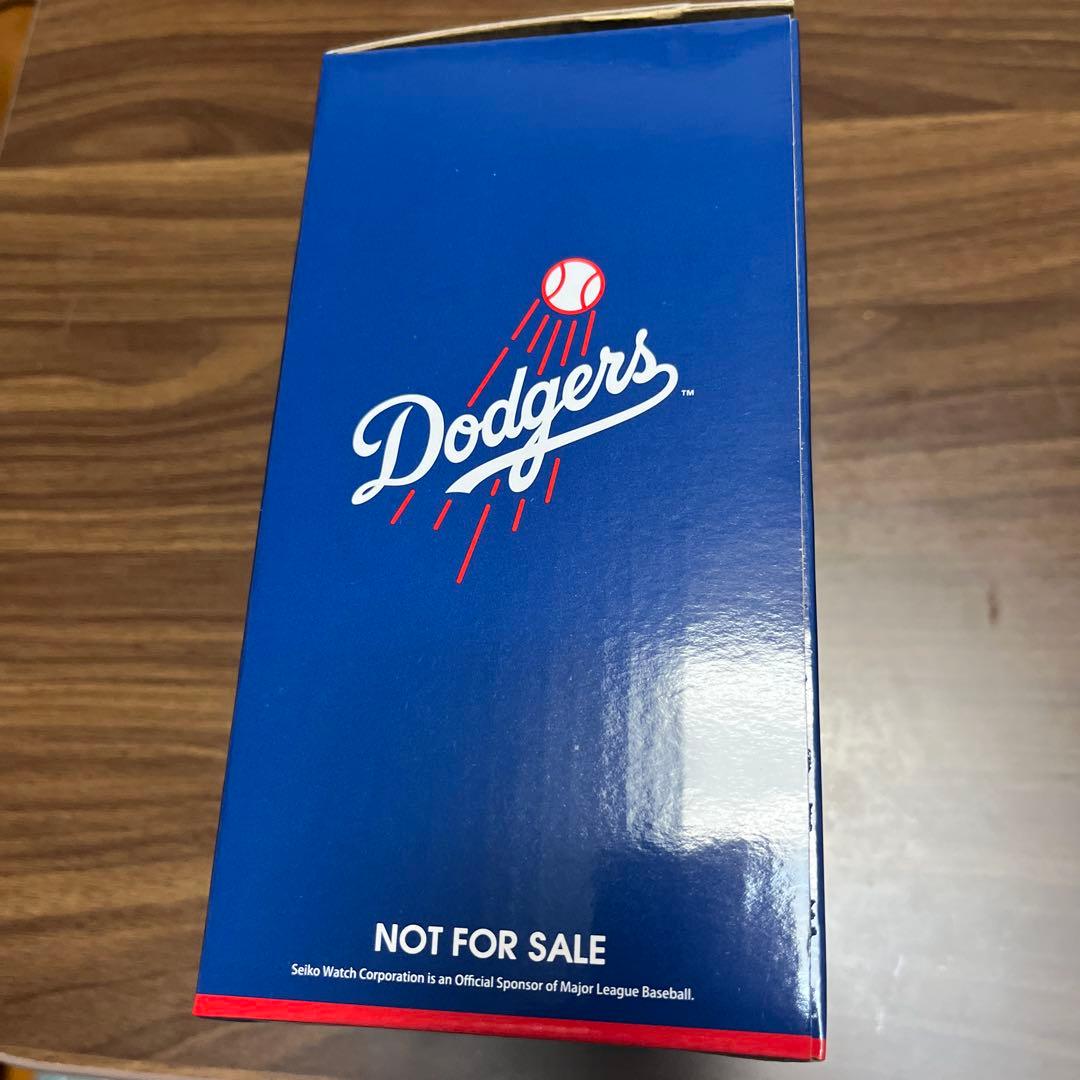 Dodgers™
NOT FOR SALE
Seiko Watch Corporation is an Official Sponsor of Major League Baseball.